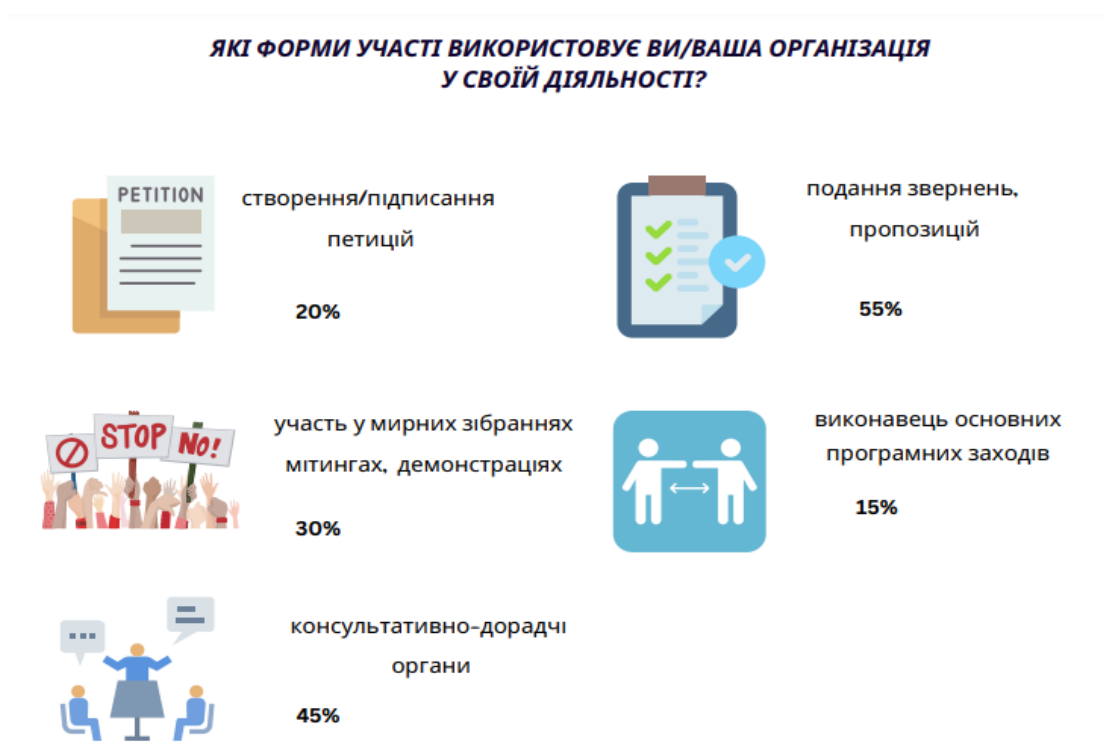 ЯКІ ФОРМИ УЧАСТІ ВИКОРИСТОВУЄ ВИ/ВАША ОРГАНІЗАЦІЯ
У СВОЇЙ ДІЯЛЬНОСТІ?
PETITION
створення/підписання
петицій
20%
подання звернень,
пропозицій
55%
STOP
NO!
участь у мирних зібраннях
мітингах, демонстраціях
30%
виконавець основних
програмних заходів
15%
консультативно-дорадчі
органи
45%